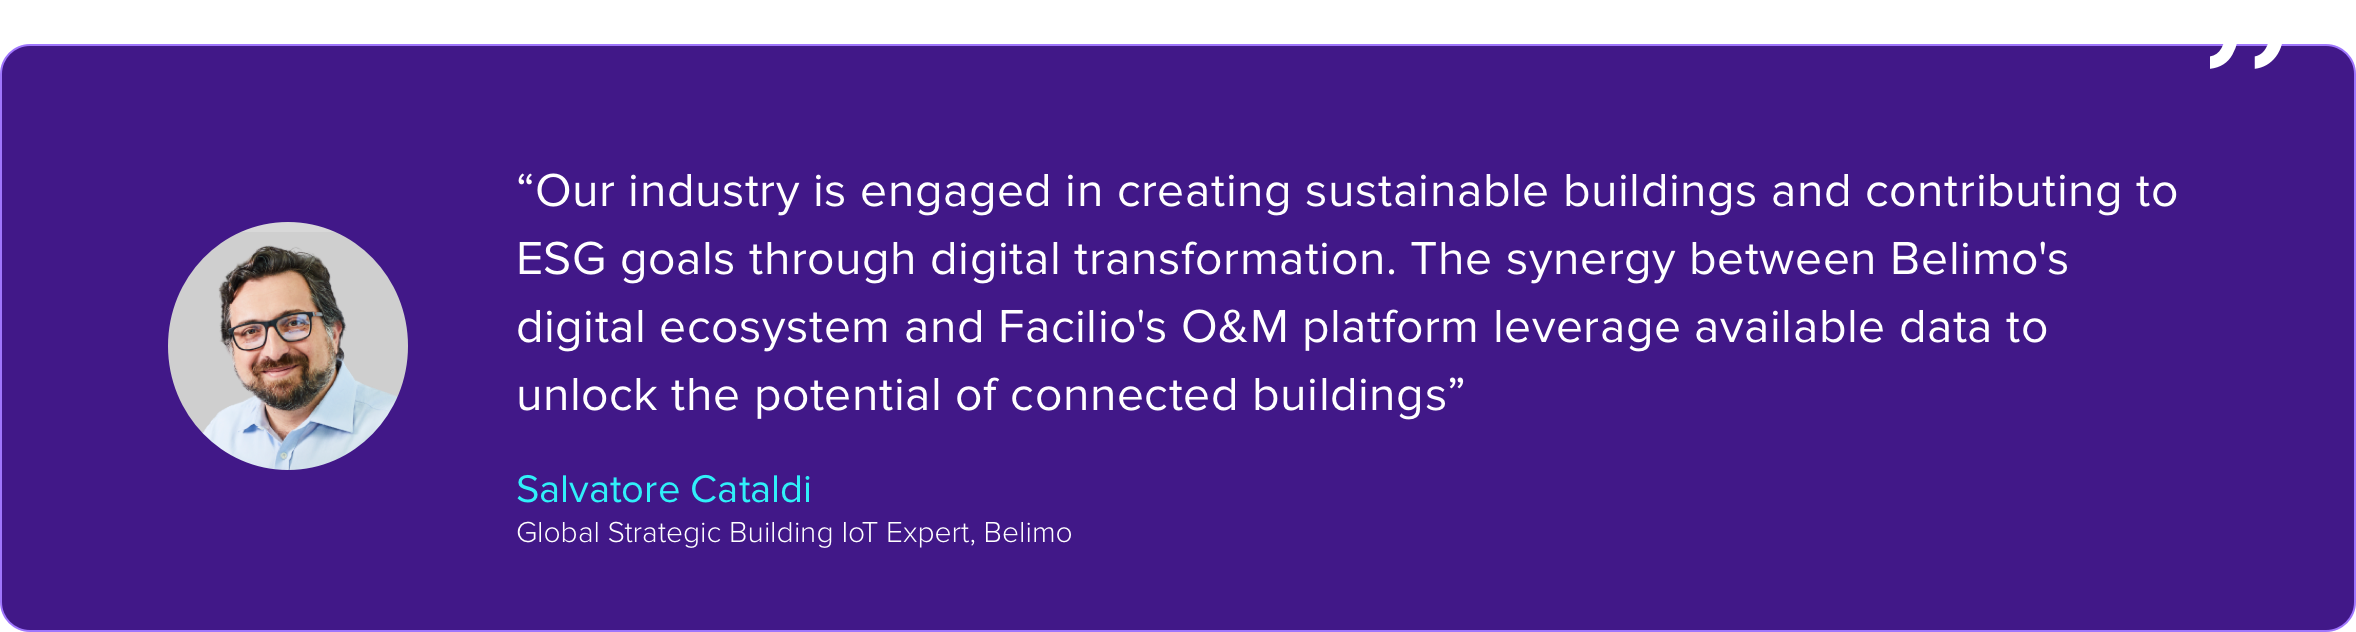 ”
“Our industry is engaged in creating sustainable buildings and contributing to
ESG goals through digital transformation. The synergy between Belimo's
digital ecosystem and Facilio's O&M platform leverage available data to
unlock the potential of connected buildings”
Salvatore Cataldi
Global Strategic Building IoT Expert, Belimo